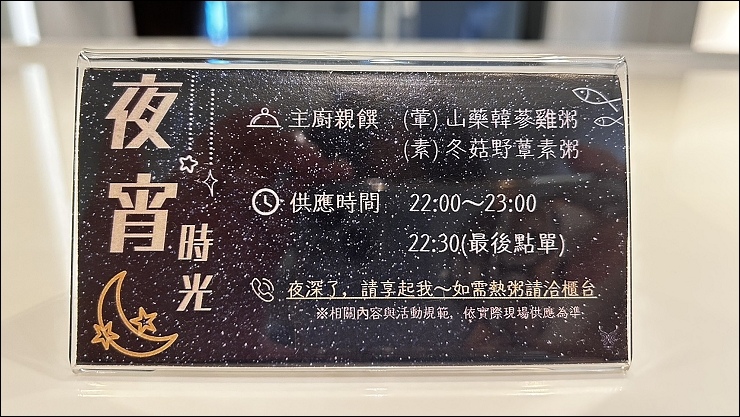 夜宵時光
主廚親饌 (葷)山藥韓蔘雞粥
(素)冬菇野蕈素粥
供應時間 22:00～23:00
22:30(最後點單)
夜深了，請享起我～如需熱粥請洽櫃台
※相關內容與活動規範，依實際現場供應為準